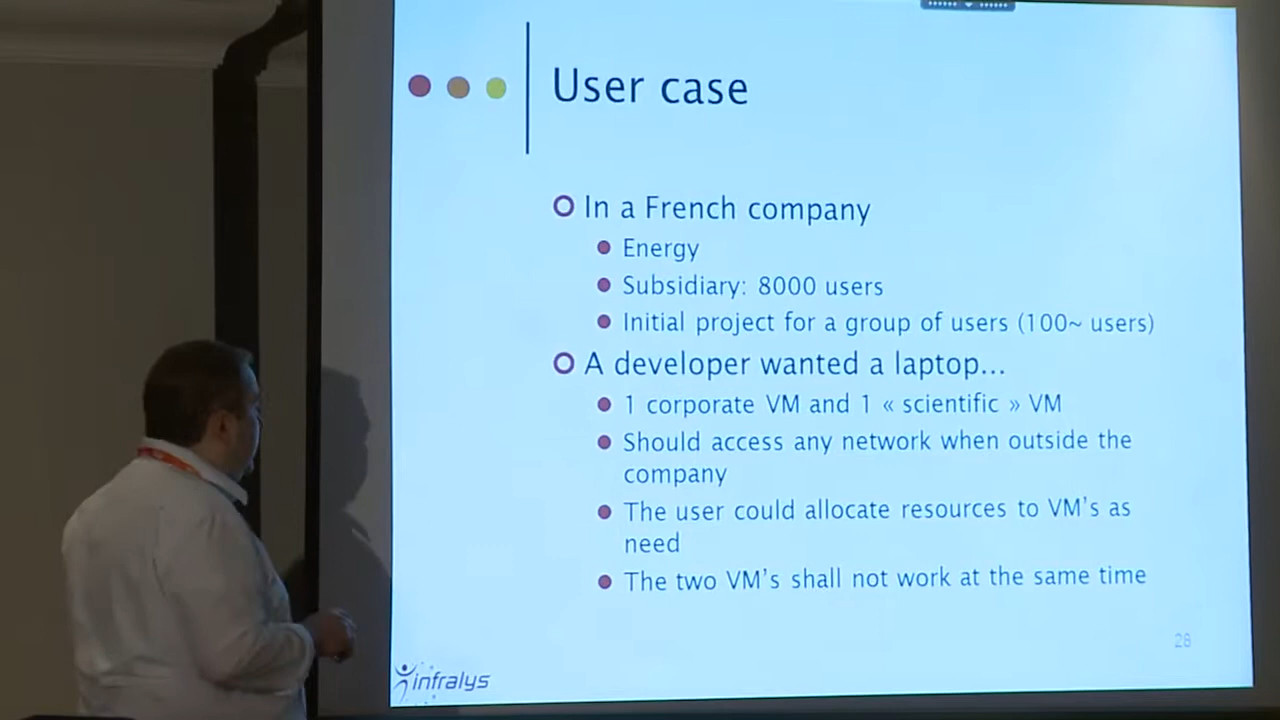 User case
In a French company
Energy
Subsidiary: 8000 users
Initial project for a group of users (100~ users)
A developer wanted a laptop...
1 corporate VM and 1 « scientific » VM
Should access any network when outside the
company
The user could allocate resources to VM's as
need
The two VM's shall not work at the same time
28
infralys